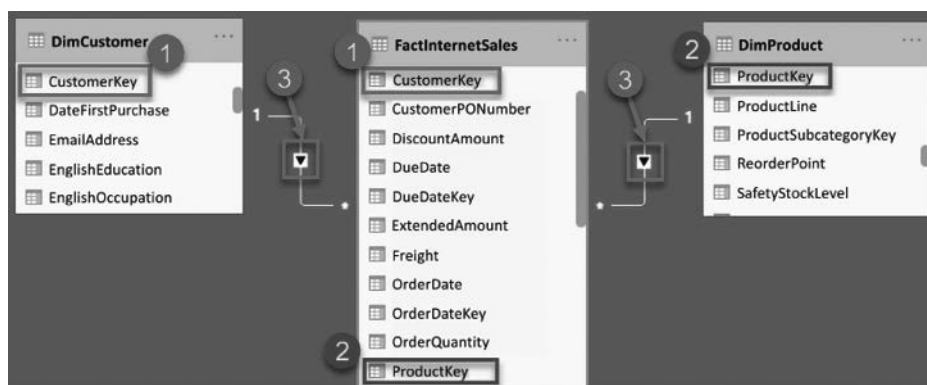 DimCustomer
1
CustomerKey
DateFirstPurchase
EmailAddress
EnglishEducation
EnglishOccupation
3
1
*
1
FactInternetSales
CustomerKey
CustomerPONumber
DiscountAmount
DueDate
DueDateKey
ExtendedAmount
Freight
OrderDate
OrderDateKey
OrderQuantity
2
ProductKey
3
1
*
2
DimProduct
ProductKey
ProductLine
ProductSubcategoryKey
ReorderPoint
SafetyStockLevel